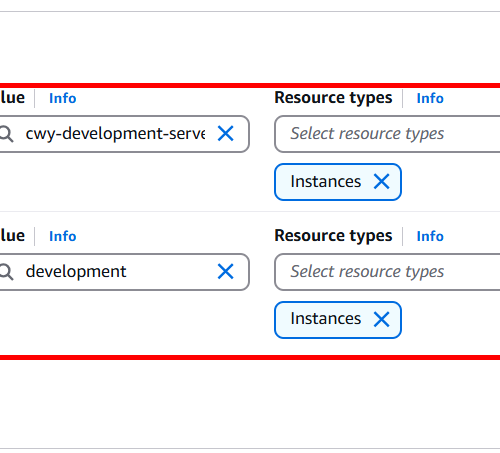 lue Info Resource types Info
cwy-development-serve Select resource types
Instances
lue Info Resource types Info
development Select resource types
Instances